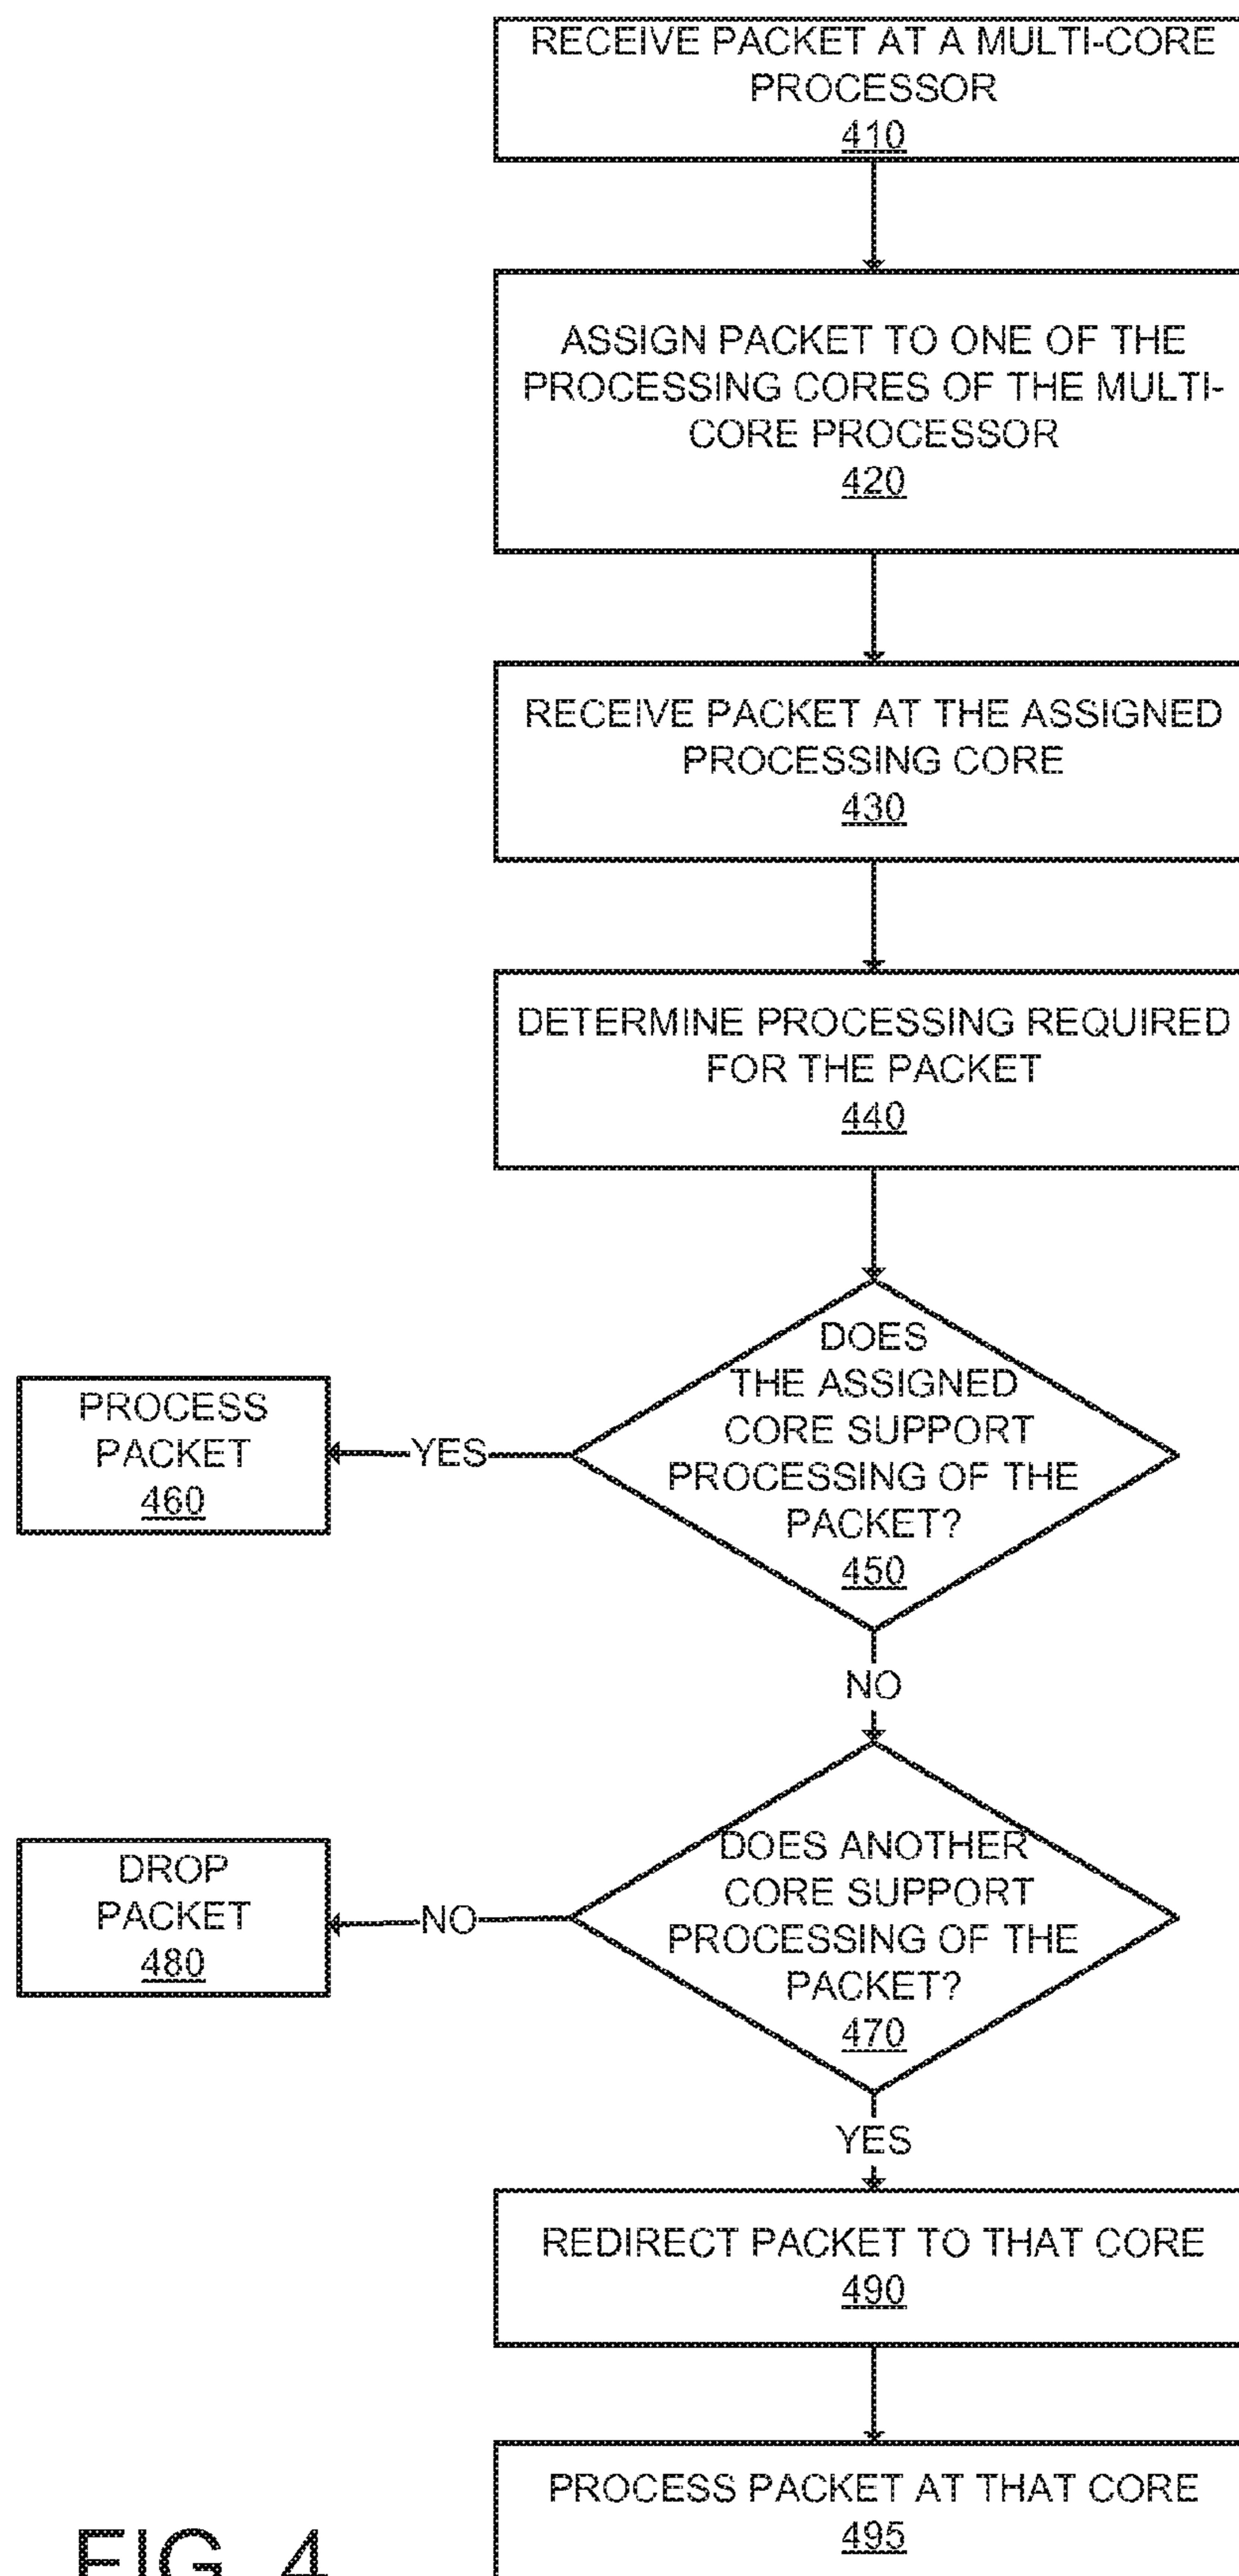 RECEIVE PACKET AT A MULTI-CORE
PROCESSOR
410
ASSIGN PACKET TO ONE OF THE
PROCESSING CORES OF THE MULTI-
CORE PROCESSOR
420
RECEIVE PACKET AT THE ASSIGNED
PROCESSING CORE
430
DETERMINE PROCESSING REQUIRED
FOR THE PACKET
440
DOES
THE ASSIGNED
CORE SUPPORT
PROCESSING OF THE
PACKET?
450
YES
PROCESS
PACKET
460
NO
DOES ANOTHER
CORE SUPPORT
PROCESSING OF THE
PACKET?
470
NO
DROP
PACKET
480
YES
REDIRECT PACKET TO THAT CORE
490
PROCESS PACKET AT THAT CORE
495
FIG. 4